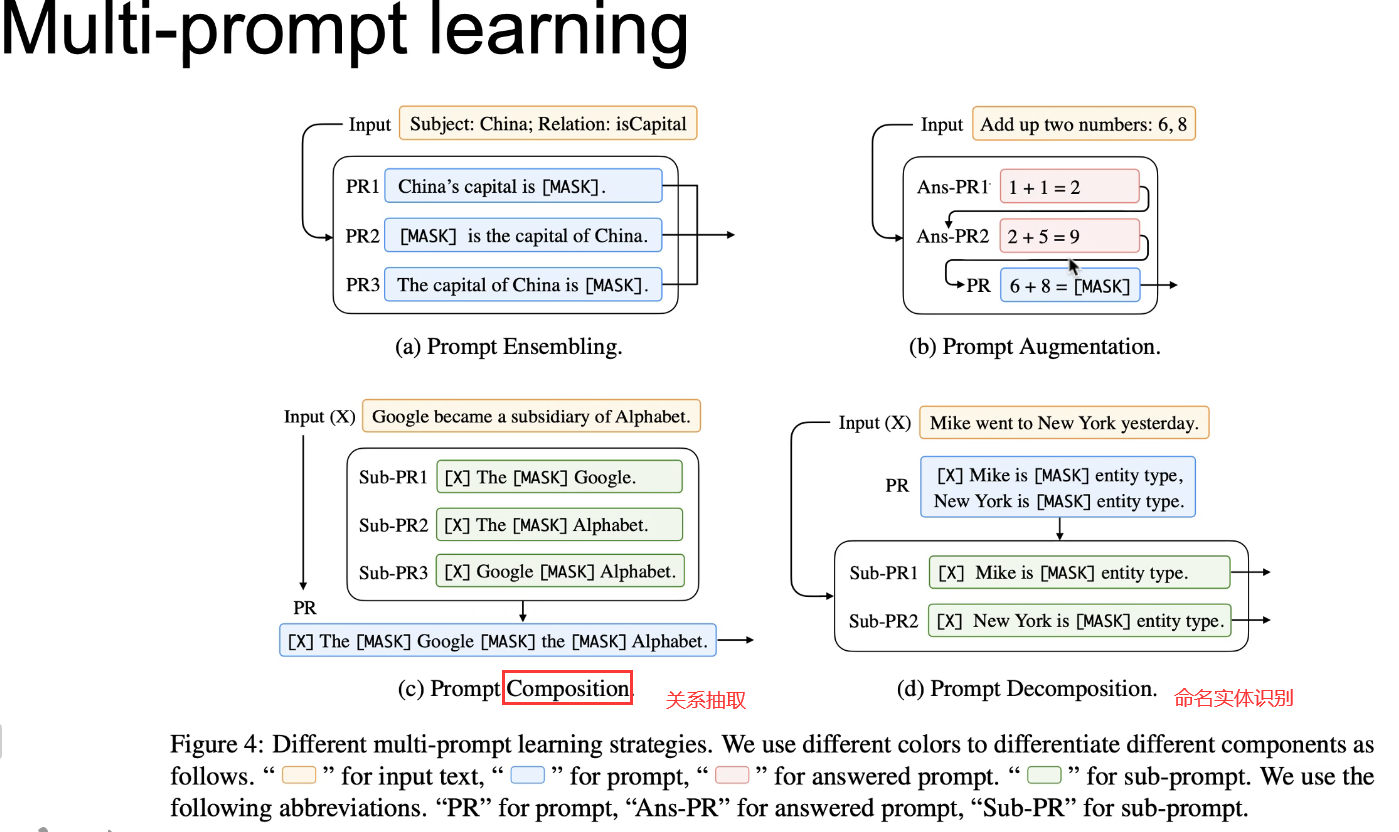 Multi-prompt learning
Input Subject: China; Relation: isCapital
PR1 China's capital is [MASK].
PR2 [MASK] is the capital of China.
PR3 The capital of China is [MASK].
(a) Prompt Ensembling.
Input Add up two numbers: 6, 8
Ans-PR1 1 + 1 = 2
Ans-PR2 2 + 5 = 9
PR 6 + 8 = [MASK]
(b) Prompt Augmentation.
Input (X) Google became a subsidiary of Alphabet.
Sub-PR1 [X] The [MASK] Google.
Sub-PR2 [X] The [MASK] Alphabet.
Sub-PR3 [X] Google [MASK] Alphabet.
PR
[X] The [MASK] Google [MASK] the [MASK] Alphabet.
(c) Prompt Composition.
关系抽取
Input (X) Mike went to New York yesterday.
PR [X] Mike is [MASK] entity type,
New York is [MASK] entity type.
Sub-PR1 [X] Mike is [MASK] entity type.
Sub-PR2 [X] New York is [MASK] entity type.
(d) Prompt Decomposition.
命名实体识别
Figure 4: Different multi-prompt learning strategies. We use different colors to differentiate different components as
follows. “ ” for input text, “ ” for prompt, “ ” for answered prompt. “ ” for sub-prompt. We use the
following abbreviations. “PR” for prompt, “Ans-PR” for answered prompt, “Sub-PR” for sub-prompt.